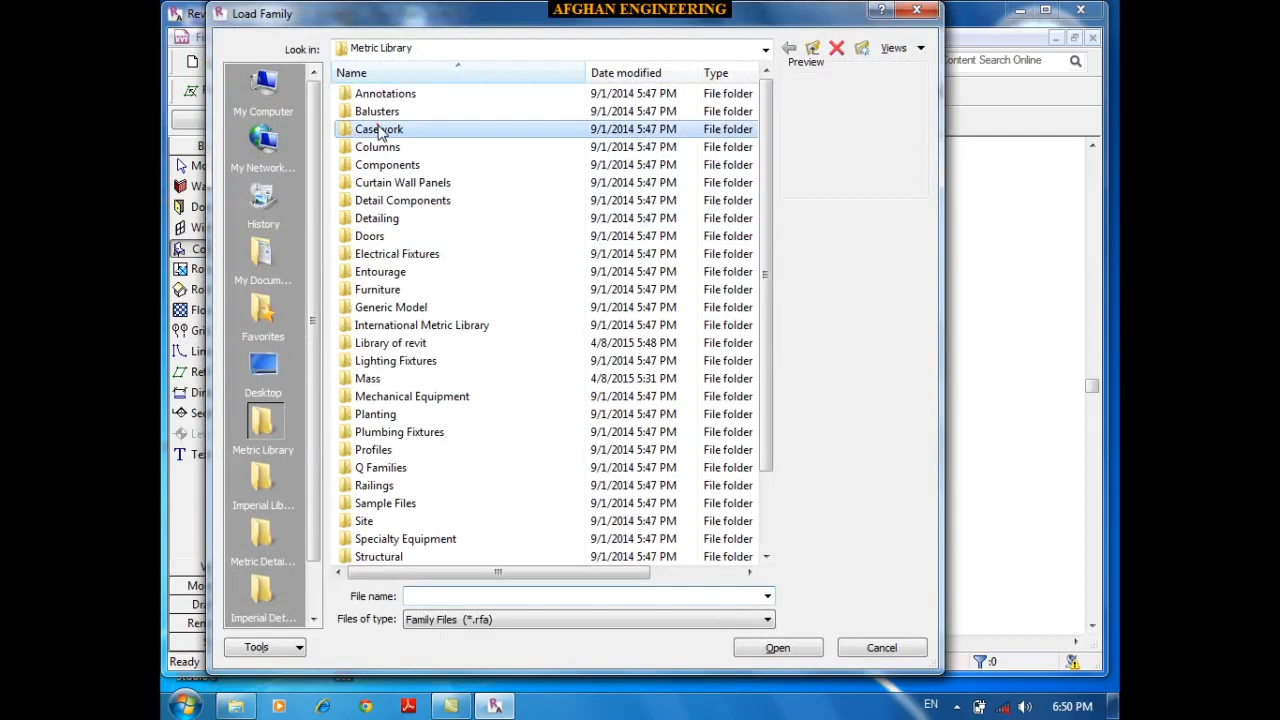 AFGHAN ENGINEERING
Load Family
Look in:
Metric Library
Views
Preview
Content Search Online
Name
Date modified
Type
My Computer
My Network...
History
My Docum...
Favorites
Desktop
Metric Library
Imperial Lib...
Metric Detai...
Imperial Det...
Annotations 9/1/2014 5:47 PM File folder
Balusters 9/1/2014 5:47 PM File folder
Casework 9/1/2014 5:47 PM File folder
Columns 9/1/2014 5:47 PM File folder
Components 9/1/2014 5:47 PM File folder
Curtain Wall Panels 9/1/2014 5:47 PM File folder
Detail Components 9/1/2014 5:47 PM File folder
Detailing 9/1/2014 5:47 PM File folder
Doors 9/1/2014 5:47 PM File folder
Electrical Fixtures 9/1/2014 5:47 PM File folder
Entourage 9/1/2014 5:47 PM File folder
Furniture 9/1/2014 5:47 PM File folder
Generic Model 9/1/2014 5:47 PM File folder
International Metric Library 9/1/2014 5:47 PM File folder
Library of revit 4/8/2015 5:48 PM File folder
Lighting Fixtures 9/1/2014 5:47 PM File folder
Mass 4/8/2015 5:31 PM File folder
Mechanical Equipment 9/1/2014 5:47 PM File folder
Planting 9/1/2014 5:47 PM File folder
Plumbing Fixtures 9/1/2014 5:47 PM File folder
Profiles 9/1/2014 5:47 PM File folder
Q Families 9/1/2014 5:47 PM File folder
Railings 9/1/2014 5:47 PM File folder
Sample Files 9/1/2014 5:47 PM File folder
Site 9/1/2014 5:47 PM File folder
Specialty Equipment 9/1/2014 5:47 PM File folder
Structural 9/1/2014 5:47 PM File folder
File name:
Files of type: Family Files (*.rfa)
Tools
Open
Cancel
Ready
:0
EN
6:50 PM